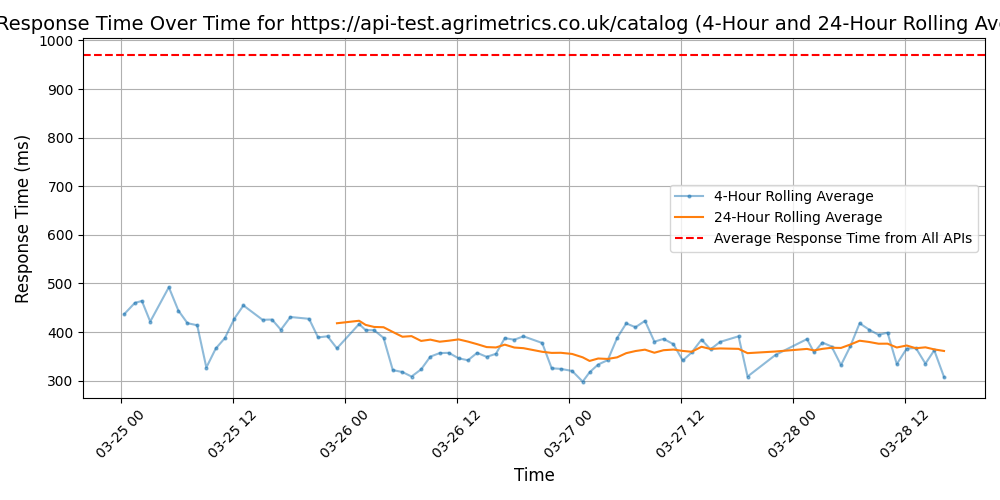 Response Time Over Time for https://api-test.agrimetrics.co.uk/catalog (4-Hour and 24-Hour Rolling Av
Response Time (ms)
1000
900
800
700
600
500
400
300
4-Hour Rolling Average
24-Hour Rolling Average
Average Response Time from All APIs
03-25 00
03-25 12
03-26 00
03-26 12
03-27 00
03-27 12
03-28 00
03-28 12
Time